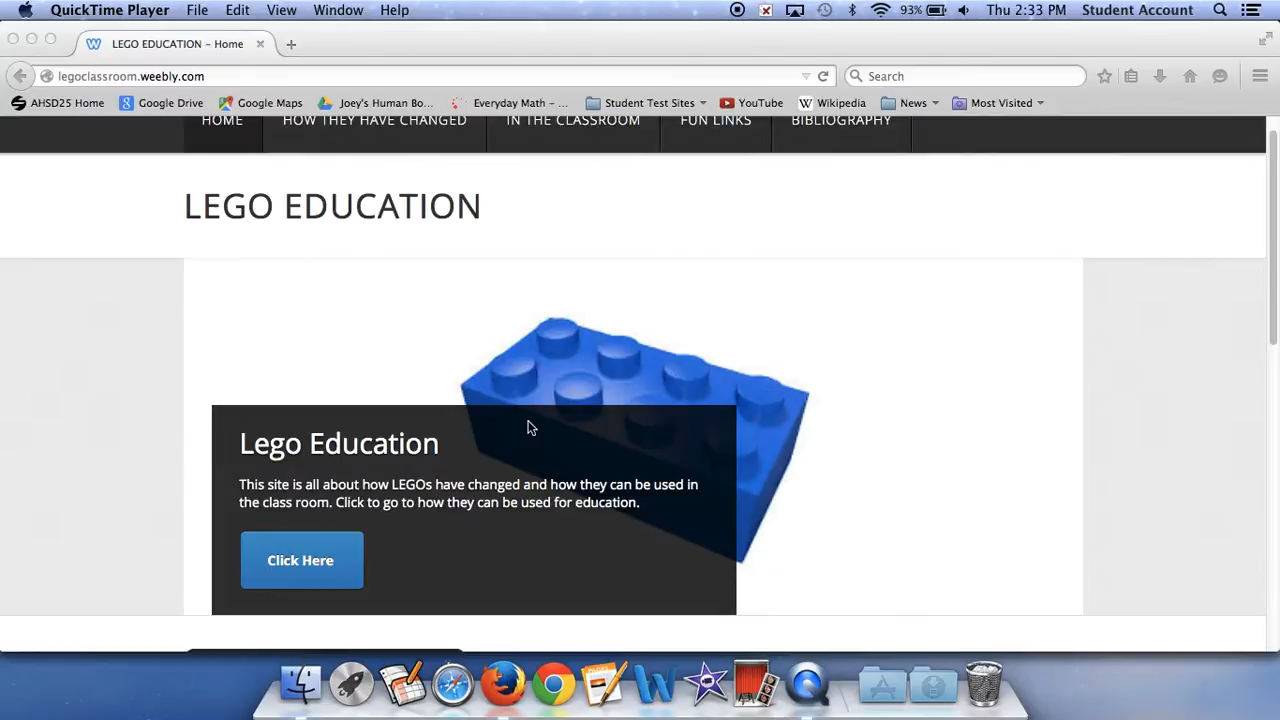 QuickTime Player File Edit View Window Help 93% Thu 2:33 PM Student Account
LEGO EDUCATION - Home
legoclassroom.weebly.com Search
AHSD25 Home Google Drive Google Maps Joey's Human Bo... Everyday Math - ... Student Test Sites YouTube Wikipedia News Most Visited
HOME HOW THEY HAVE CHANGED IN THE CLASSROOM FUN LINKS BIBLIOGRAPHY
LEGO EDUCATION
Lego Education
This site is all about how LEGOs have changed and how they can be used in
the class room. Click to go to how they can be used for education.
Click Here